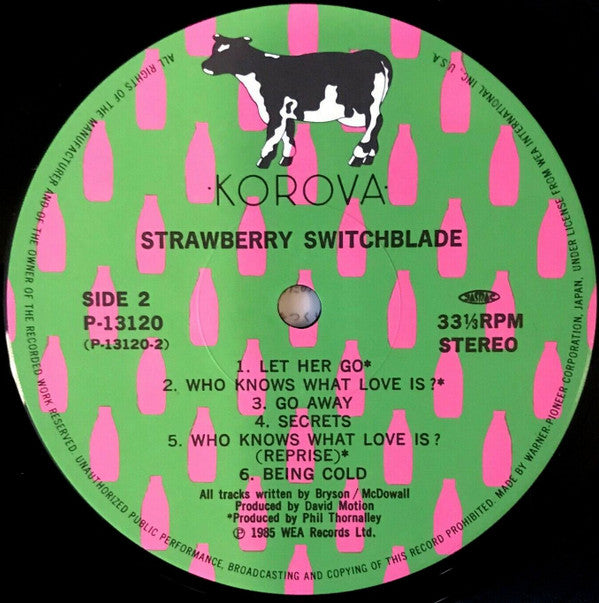 ·KOROVA·
STRAWBERRY SWITCHBLADE
SIDE 2
P-13120
(P-13120-2)
JASRAC
33⅓RPM
STEREO
1. LET HER GO*
2. WHO KNOWS WHAT LOVE IS?*
3. GO AWAY
4. SECRETS
5. WHO KNOWS WHAT LOVE IS?
(REPRISE)*
6. BEING COLD
All tracks written by Bryson/McDowall
Produced by David Motion
*Produced by Phil Thornalley
Ⓟ 1985 WEA Records Ltd.
ALL RIGHTS OF THE MANUFACTURER AND OF THE OWNER OF THE RECORDED WORK RESERVED. UNAUTHORIZED PUBLIC PERFORMANCE, BROADCASTING AND COPYING OF THIS RECORD PROHIBITED. MADE BY WARNER-PIONEER CORPORATION, JAPAN, UNDER LICENSE FROM WEA INTERNATIONAL INC., U.S.A.